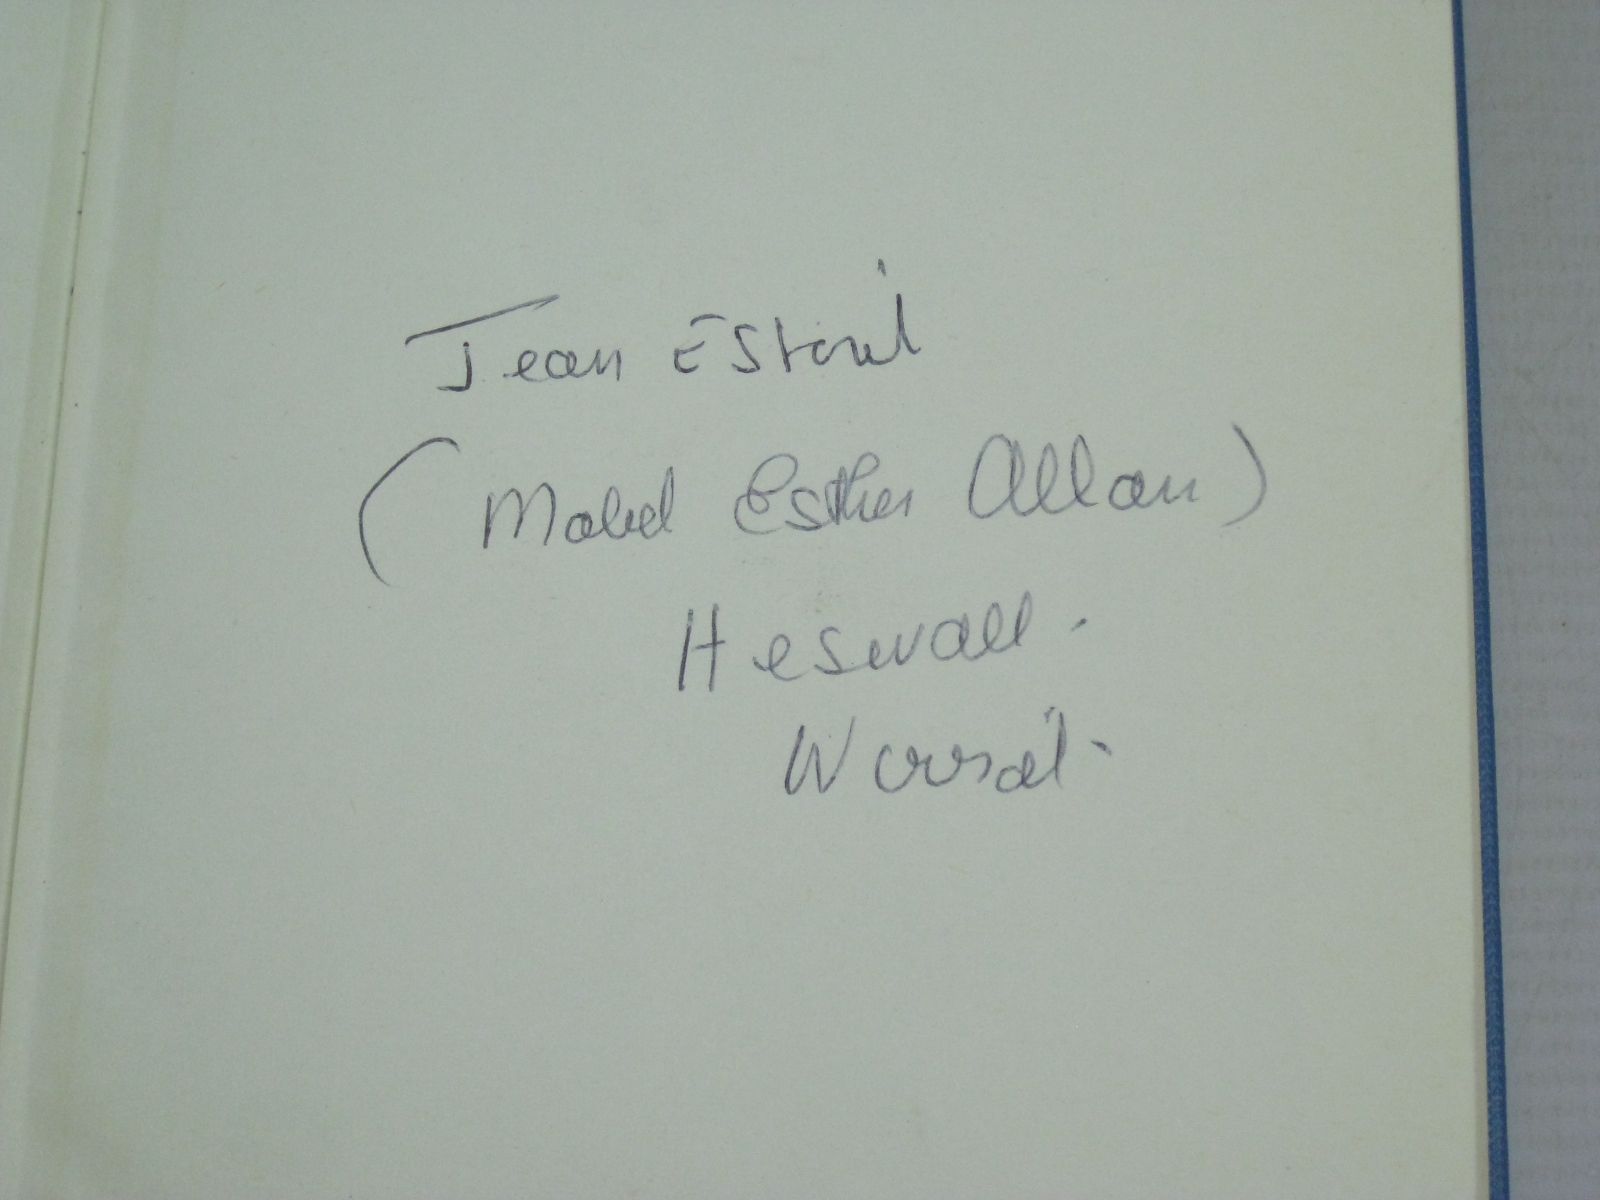 Jean Estoril
(Mabel Esther Allan)
Heswall.
Wirral.